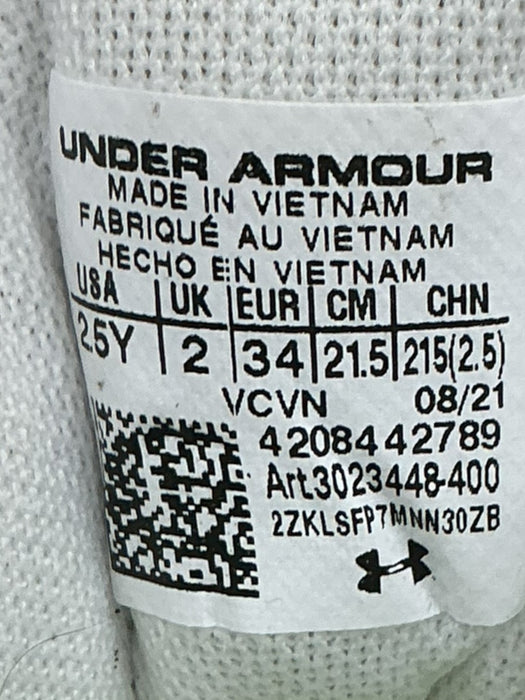 UNDER ARMOUR
MADE IN VIETNAM
FABRIQUÉ AU VIETNAM
HECHO EN VIETNAM
USA UK EUR CM CHN
2.5Y 2 34 21.5 215(2.5)
VCVN 08/21
4208442789
Art.3023448-400
2ZKLSFP7MNN30ZB